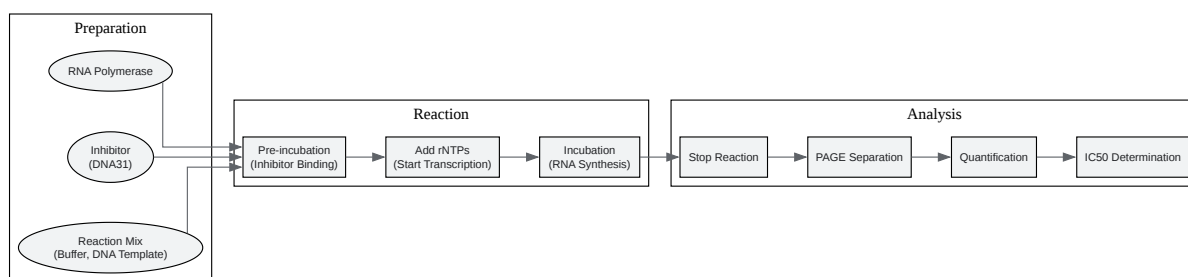 Preparation
RNA Polymerase
Inhibitor
(DNA31)
Reaction Mix
(Buffer, DNA Template)
Reaction
Pre-incubation
(Inhibitor Binding)
Add rNTPs
(Start Transcription)
Incubation
(RNA Synthesis)
Analysis
Stop Reaction
PAGE Separation
Quantification
IC50 Determination